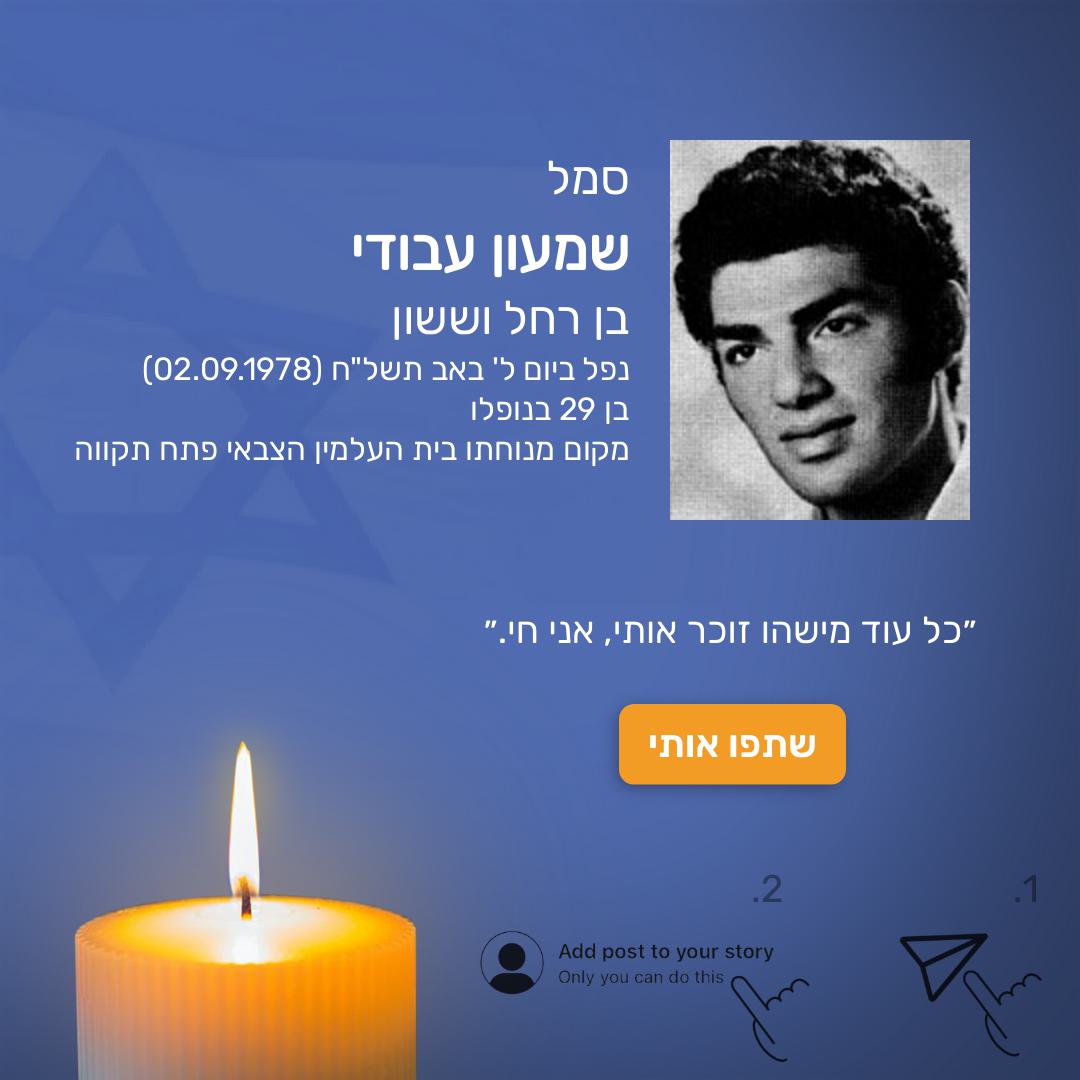 סמל
שמעון עבודי
בן רחל וששון
נפל ביום ל' באב תשל"ח (02.09.1978)
בן 29 בנופלו
מקום מנוחתו בית העלמין הצבאי פתח תקווה
״כל עוד מישהו זוכר אותי, אני חי.״
שתפו אותי
1.
2.
Add post to your story
Only you can do this